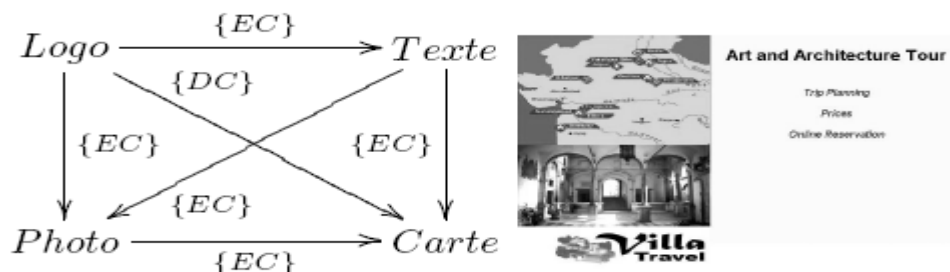 {EC}
Logo Texte
{DC}
{EC} {EC}
{EC}
Photo Carte
{EC}
Art and Architecture Tour
Trip Planning
Prices
Online Reservation
Villa
Travel